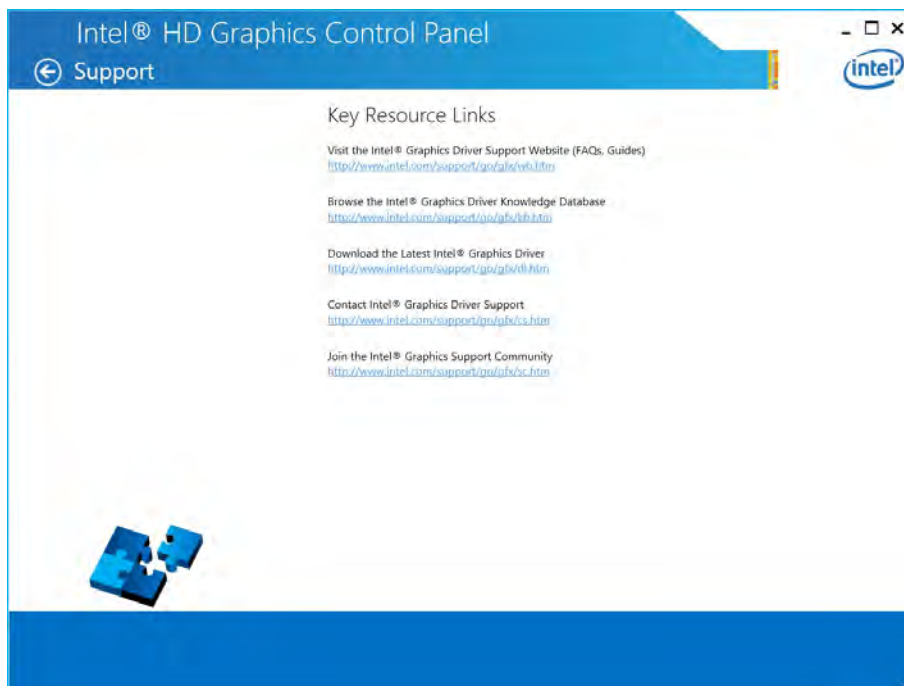 Intel® HD Graphics Control Panel
Support
intel
Key Resource Links
Visit the Intel® Graphics Driver Support Website (FAQs, Guides)
http://www.intel.com/support/go/gfx/wb.htm
Browse the Intel® Graphics Driver Knowledge Database
http://www.intel.com/support/go/gfx/kb.htm
Download the Latest Intel® Graphics Driver
http://www.intel.com/support/go/gfx/dl.htm
Contact Intel® Graphics Driver Support
http://www.intel.com/support/go/gfx/cs.htm
Join the Intel® Graphics Support Community
http://www.intel.com/support/go/gfx/sc.htm